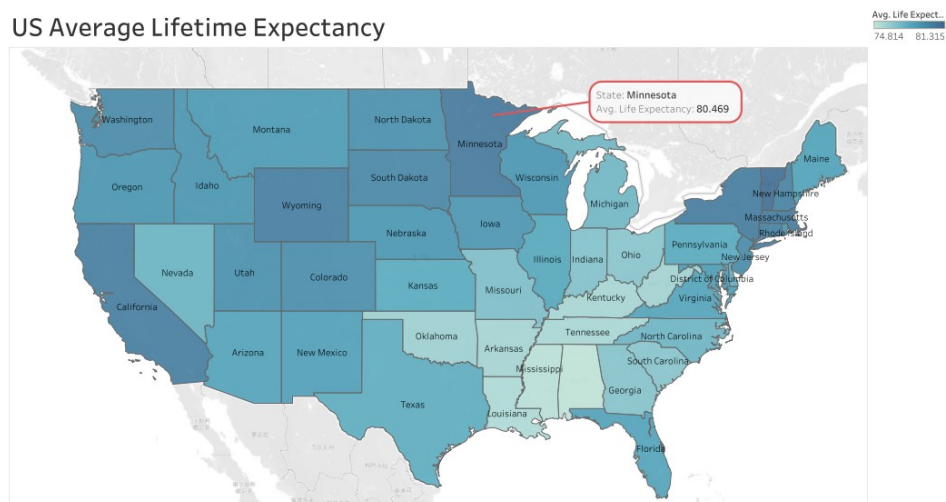 US Average Lifetime Expectancy
Avg. Life Expect..
74.814 81.315
State: Minnesota
Avg. Life Expectancy: 80.469
Washington
Montana
North Dakota
Minnesota
Maine
Oregon
Idaho
Wyoming
South Dakota
Wisconsin
Michigan
New Hampshire
Massachusetts
Rhode Island
Nebraska
Iowa
Pennsylvania
New Jersey
Nevada
Utah
Colorado
Kansas
Missouri
Illinois
Indiana
Ohio
District of Columbia
Virginia
California
Kentucky
Arizona
New Mexico
Oklahoma
Arkansas
Tennessee
North Carolina
South Carolina
Mississippi
Georgia
Texas
Louisiana
Florida